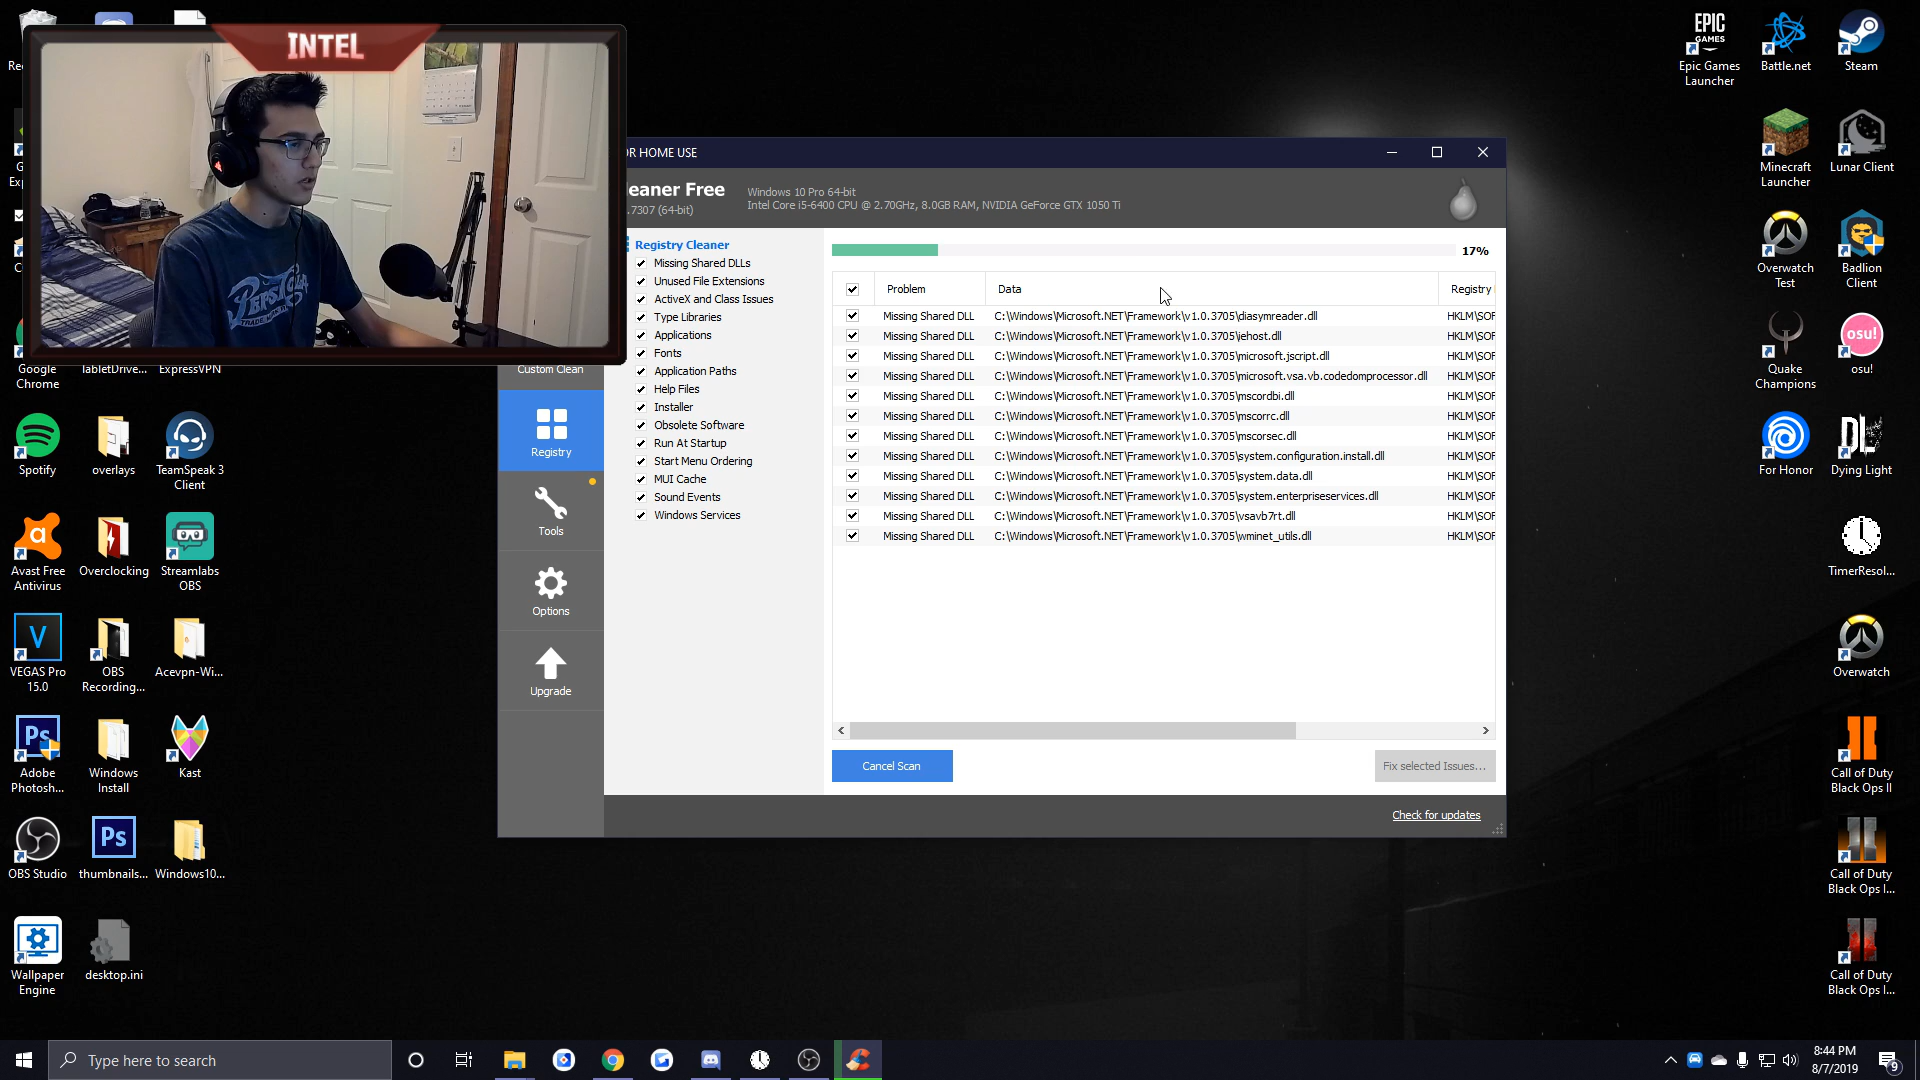 INTEL
Rec
Google
Chrome
TabletDrive...
ExpressVPN
Spotify
overlays
TeamSpeak 3
Client
Avast Free
Antivirus
Overclocking
Streamlabs
OBS
VEGAS Pro
15.0
OBS
Recording...
Acevpn-Wi...
Adobe
Photosh...
Windows
Install
Kast
OBS Studio
thumbnails...
Windows10...
Wallpaper
Engine
desktop.ini
OR HOME USE
eaner Free
.7307 (64-bit)
Windows 10 Pro 64-bit
Intel Core i5-6400 CPU @ 2.70GHz, 8.0GB RAM, NVIDIA GeForce GTX 1050 Ti
Custom Clean
Registry
Tools
Options
Upgrade
Registry Cleaner
Missing Shared DLLs
Unused File Extensions
ActiveX and Class Issues
Type Libraries
Applications
Fonts
Application Paths
Help Files
Installer
Obsolete Software
Run At Startup
Start Menu Ordering
MUI Cache
Sound Events
Windows Services
17%
Problem Data Registry
Missing Shared DLL C:\Windows\Microsoft.NET\Framework\v1.0.3705\diasymreader.dll HKLM\SOF
Missing Shared DLL C:\Windows\Microsoft.NET\Framework\v1.0.3705\iehost.dll HKLM\SOF
Missing Shared DLL C:\Windows\Microsoft.NET\Framework\v1.0.3705\microsoft.jscript.dll HKLM\SOF
Missing Shared DLL C:\Windows\Microsoft.NET\Framework\v1.0.3705\microsoft.vsa.vb.codedomprocessor.dll HKLM\SOF
Missing Shared DLL C:\Windows\Microsoft.NET\Framework\v1.0.3705\mscordbi.dll HKLM\SOF
Missing Shared DLL C:\Windows\Microsoft.NET\Framework\v1.0.3705\mscorrc.dll HKLM\SOF
Missing Shared DLL C:\Windows\Microsoft.NET\Framework\v1.0.3705\mscorsec.dll HKLM\SOF
Missing Shared DLL C:\Windows\Microsoft.NET\Framework\v1.0.3705\system.configuration.install.dll HKLM\SOF
Missing Shared DLL C:\Windows\Microsoft.NET\Framework\v1.0.3705\system.data.dll HKLM\SOF
Missing Shared DLL C:\Windows\Microsoft.NET\Framework\v1.0.3705\system.enterpriseservices.dll HKLM\SOF
Missing Shared DLL C:\Windows\Microsoft.NET\Framework\v1.0.3705\vsavb7rt.dll HKLM\SOF
Missing Shared DLL C:\Windows\Microsoft.NET\Framework\v1.0.3705\wminet_utils.dll HKLM\SOF
Cancel Scan
Fix selected Issues...
Check for updates
EPIC
GAMES
Epic Games
Launcher
Battle.net
Steam
Minecraft
Launcher
Lunar Client
Overwatch
Test
Badlion
Client
Quake
Champions
osu!
osu!
For Honor
DL
Dying Light
TimerResol...
Overwatch
Call of Duty
Black Ops II
Call of Duty
Black Ops I...
Call of Duty
Black Ops I...
V
Ps
Ps
Type here to search
8:44 PM
8/7/2019
9